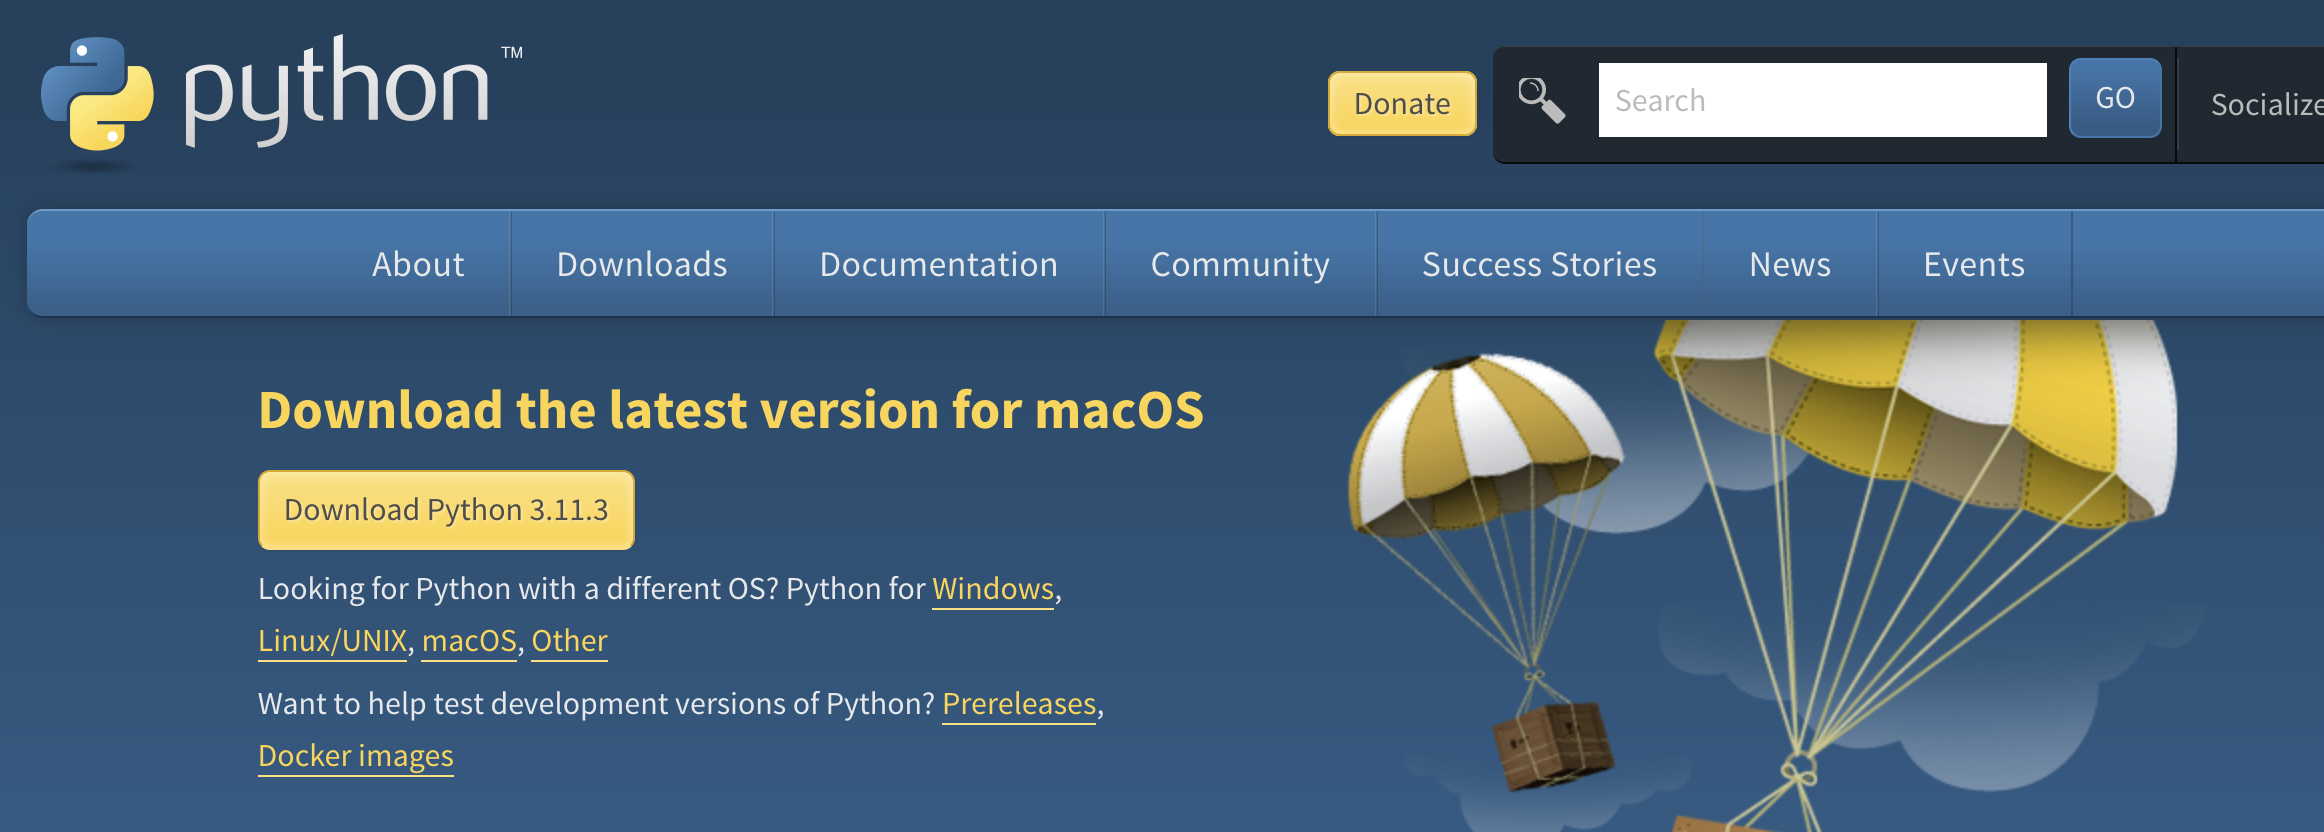 python™
Donate
Search
GO
Socialize
About
Downloads
Documentation
Community
Success Stories
News
Events
Download the latest version for macOS
Download Python 3.11.3
Looking for Python with a different OS? Python for Windows,
Linux/UNIX, macOS, Other
Want to help test development versions of Python? Prereleases,
Docker images